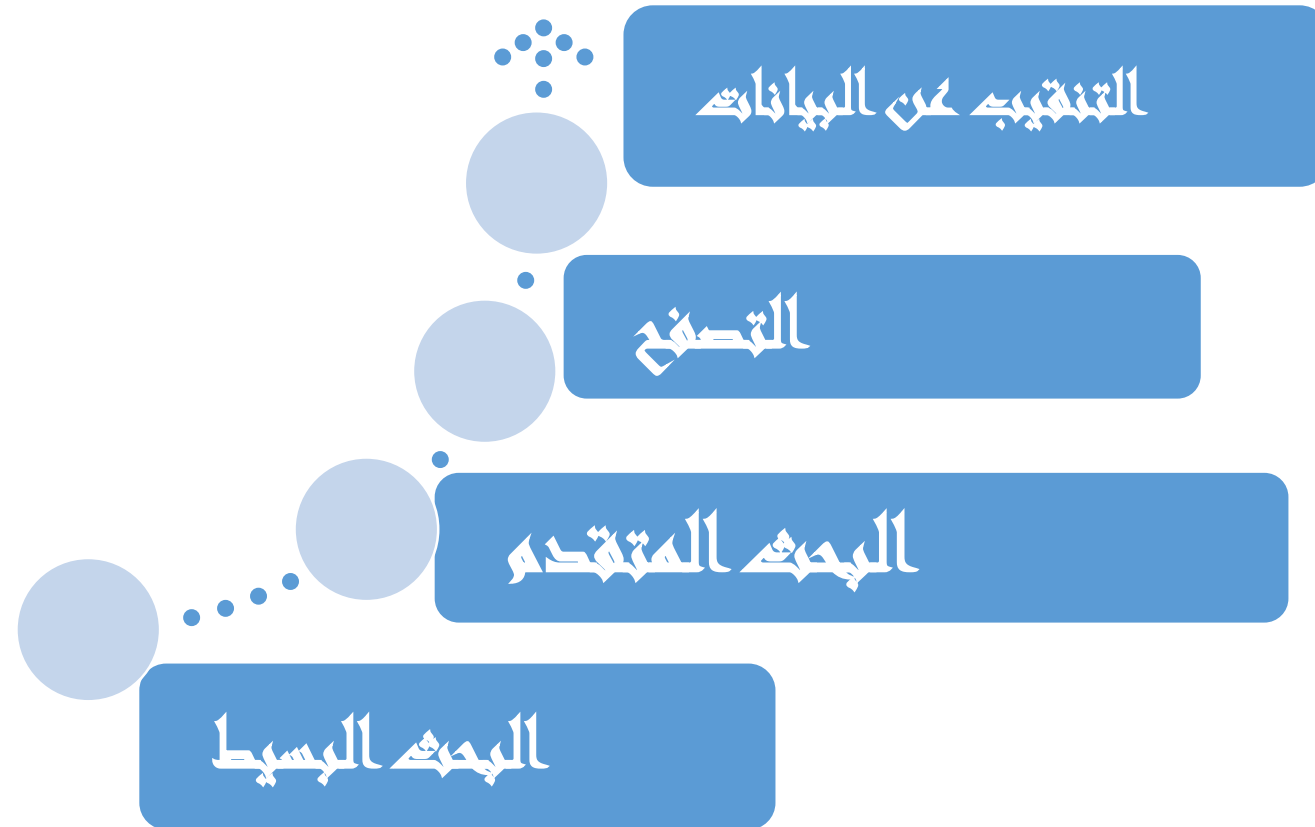 التنقيب عن البيانات
التصفح
البحث المتقدم
البحث البسيط